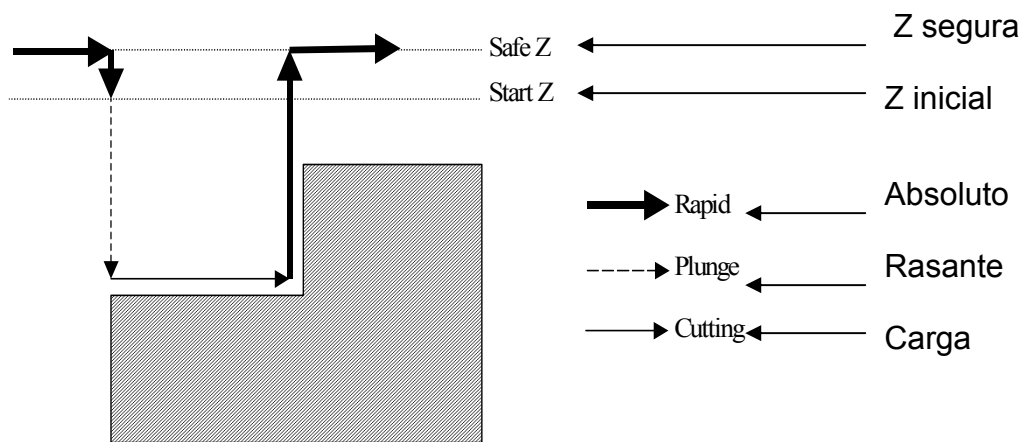 Safe Z
Z segura
Start Z
Z inicial
Rapid
Absoluto
Plunge
Rasante
Cutting
Carga